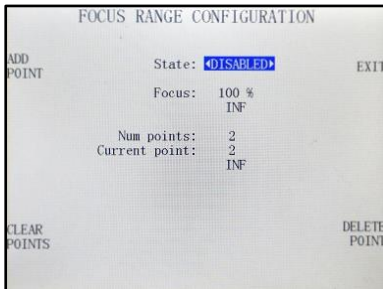 FOCUS RANGE CONFIGURATION
ADD
POINT
State: DISABLED
EXIT
Focus: 100 %
INF
Num points: 2
Current point: 2
INF
CLEAR
POINTS
DELETE
POINT